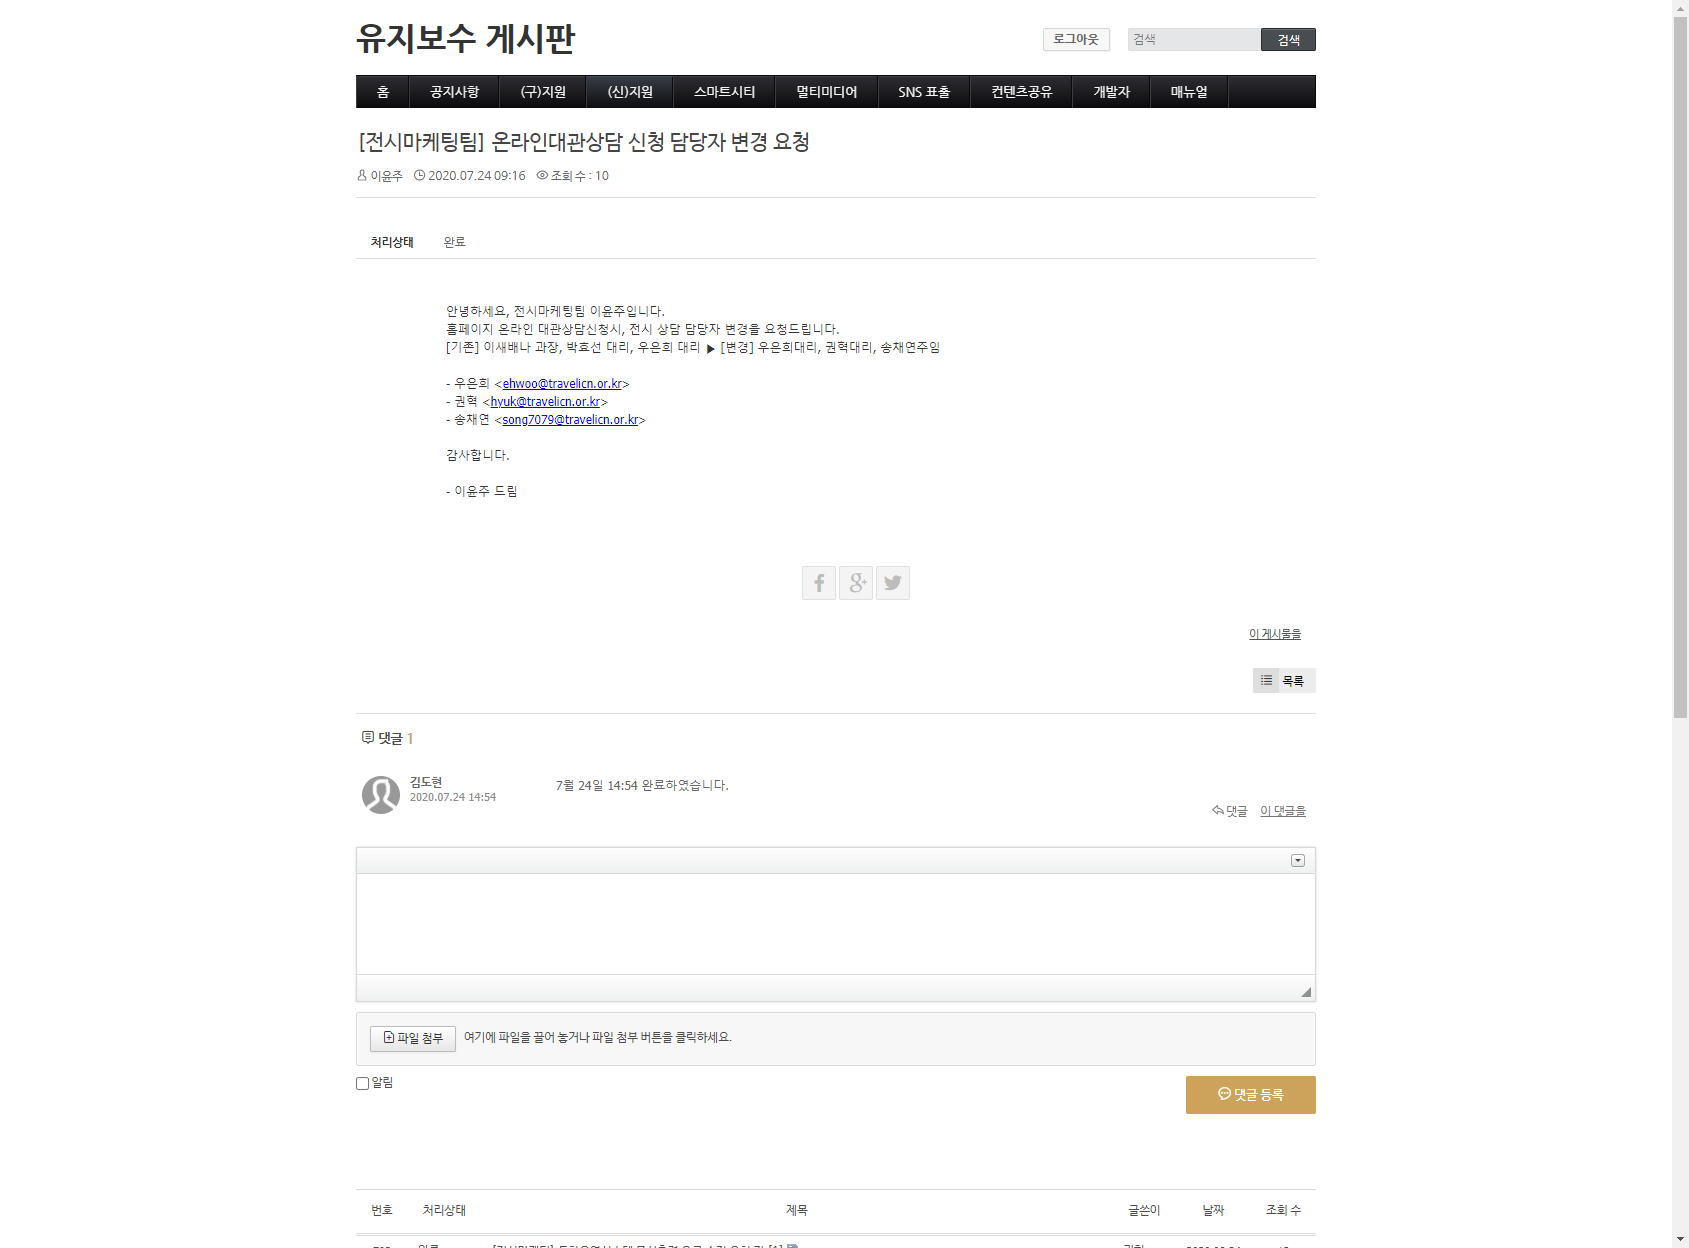 유지보수 게시판
로그아웃 검색 검색
홈 공지사항 (구)지원 (신)지원 스마트시티 멀티미디어 SNS 표출 컨텐츠공유 개발자 매뉴얼
[전시마케팅팀] 온라인대관상담 신청 담당자 변경 요청
이윤주 2020.07.24 09:16 조회 수 : 10
처리상태 완료
안녕하세요, 전시마케팅팀 이윤주입니다.
홈페이지 온라인 대관상담신청시, 전시 상담 담당자 변경을 요청드립니다.
[기존] 이새배나 과장, 박효선 대리, 우은희 대리 ▶ [변경] 우은희대리, 권혁대리, 송채연주임
- 우은희 <ehwoo@travelicn.or.kr>
- 권혁 <hyuk@travelicn.or.kr>
- 송채연 <song7079@travelicn.or.kr>
감사합니다.
- 이윤주 드림
이 게시물을
목록
댓글 1
김도현 7월 24일 14:54 완료하였습니다.
2020.07.24 14:54
댓글 이 댓글을
파일 첨부 여기에 파일을 끌어 놓거나 파일 첨부 버튼을 클릭하세요.
알림
댓글 등록
번호 처리상태 제목 글쓴이 날짜 조회 수